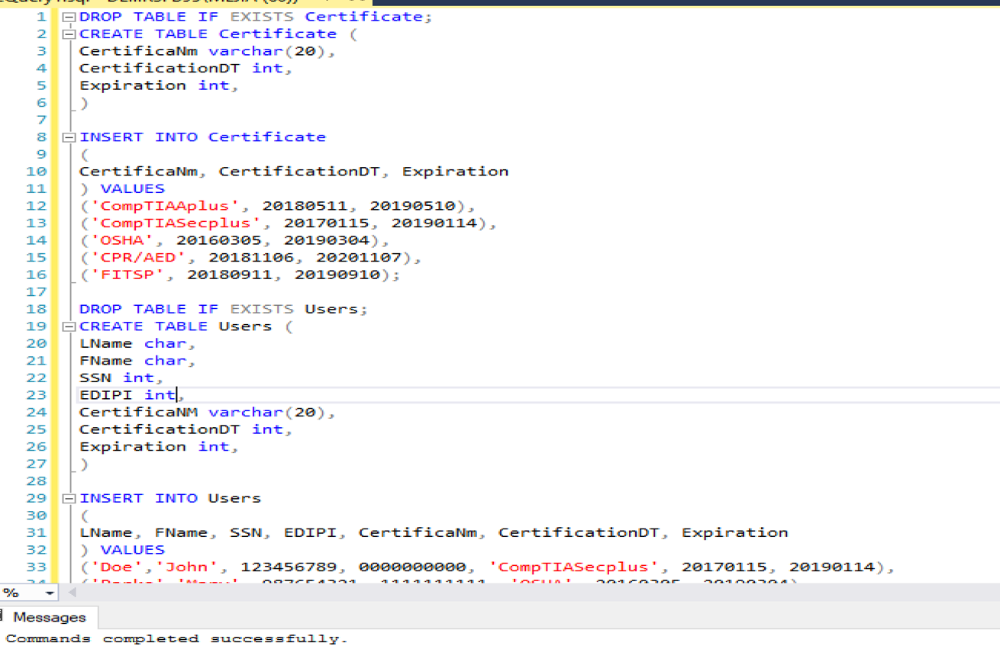 1 DROP TABLE IF EXISTS Certificate;
2 CREATE TABLE Certificate (
3 CertificaNm varchar(20),
4 CertificationDT int,
5 Expiration int,
6 )
7
8 INSERT INTO Certificate
9 (
10 CertificaNm, CertificationDT, Expiration
11 ) VALUES
12 ('CompTIAAplus', 20180511, 20190510),
13 ('CompTIASecplus', 20170115, 20190114),
14 ('OSHA', 20160305, 20190304),
15 ('CPR/AED', 20181106, 20201107),
16 ('FITSP', 20180911, 20190910);
17
18 DROP TABLE IF EXISTS Users;
19 CREATE TABLE Users (
20 LName char,
21 FName char,
22 SSN int,
23 EDIPI int,
24 CertificaNM varchar(20),
25 CertificationDT int,
26 Expiration int,
27 )
28
29 INSERT INTO Users
30 (
31 LName, FName, SSN, EDIPI, CertificaNm, CertificationDT, Expiration
32 ) VALUES
33 ('Doe','John', 123456789, 0000000000, 'CompTIASecplus', 20170115, 20190114),
34 987654321, 1111111111, 'OSHA', 20160305, 20190304)
%
Messages
Commands completed successfully.